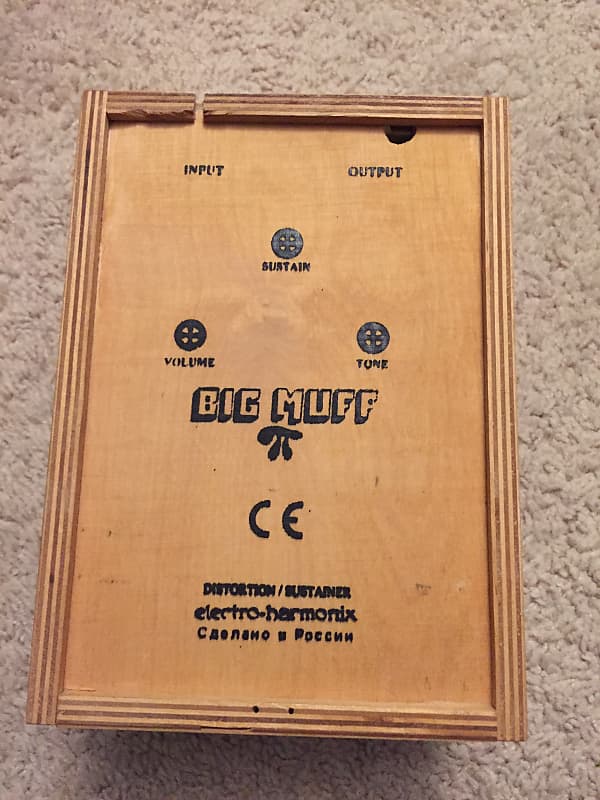 INPUT OUTPUT
SUSTAIN
VOLUME TONE
BIG MUFF
π
CE
DISTORTION / SUSTAINER
electro-harmonix
Сделано в России